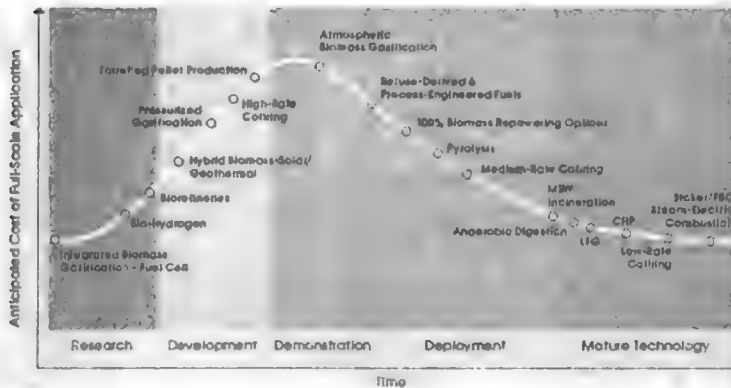 Anticipated Cost of Full-Scale Application
Atmospheric
Biomass Gasification
Torrefied Pellet Production
Refuse-Derived &
Process-Engineered Fuels
High-Rate
Cofiring
Pressurized
Gasification
100% Biomass Repowering Options
Pyrolysis
Hybrid Biomass-Solar/
Geothermal
Medium-Rate Cofiring
MSW
Incineration
Biorefineries
Stoker/FBC
Steam-Electric
Combustion
Bio-Hydrogen
Anaerobic Digestion
CHP
LFG
Integrated Biomass
Gasification - Fuel Cell
Low-Rate
Cofiring
Research
Development
Demonstration
Deployment
Mature Technology
Time